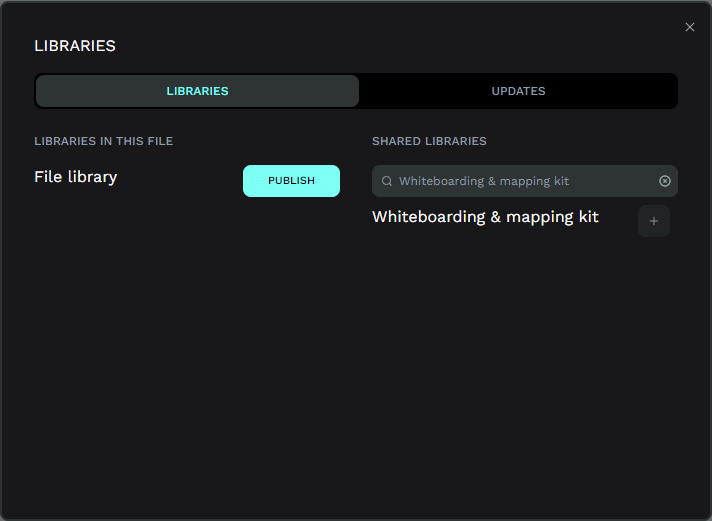 LIBRARIES
LIBRARIES
UPDATES
LIBRARIES IN THIS FILE
File library
PUBLISH
SHARED LIBRARIES
Whiteboarding & mapping kit
Whiteboarding & mapping kit